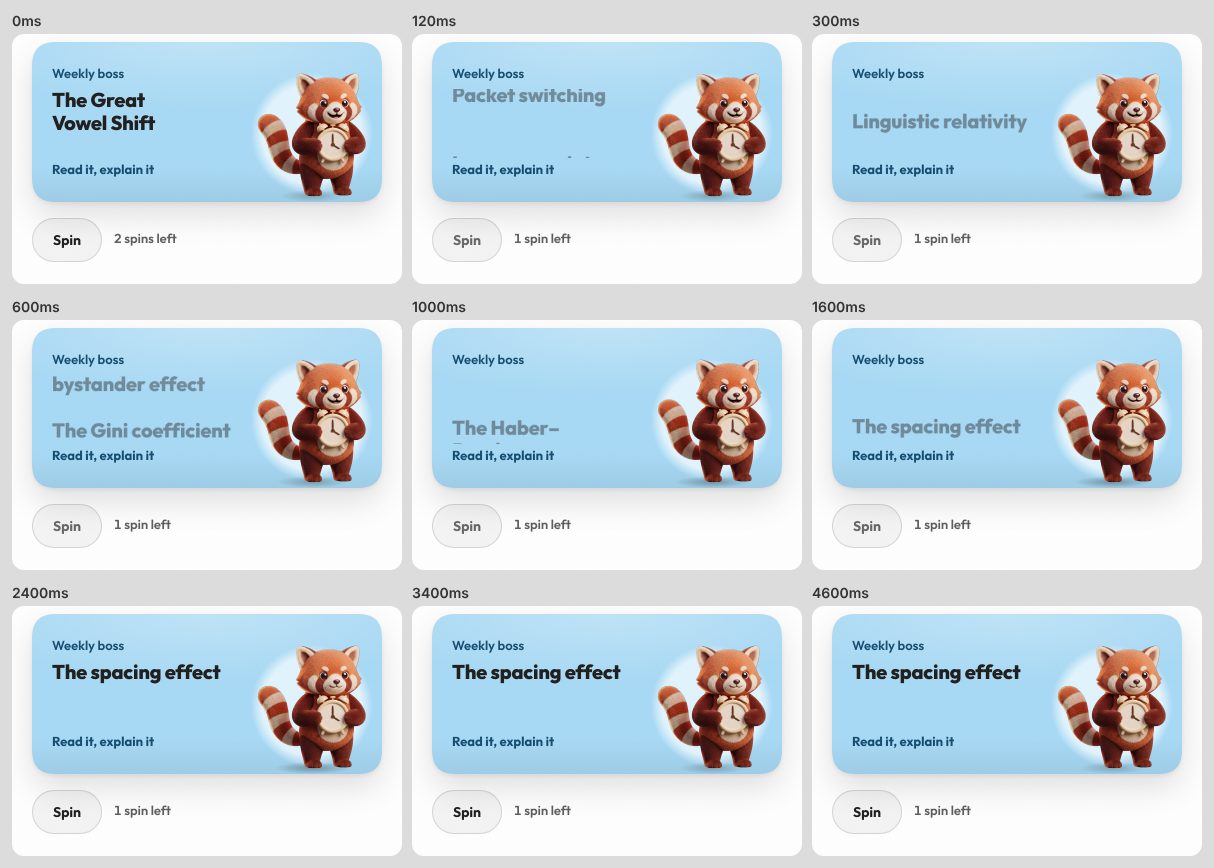 0ms
Weekly boss
The Great
Vowel Shift
Read it, explain it
Spin
2 spins left
120ms
Weekly boss
Packet switching
Read it, explain it
Spin
1 spin left
300ms
Weekly boss
Linguistic relativity
Read it, explain it
Spin
1 spin left
600ms
Weekly boss
bystander effect
The Gini coefficient
Read it, explain it
Spin
1 spin left
1000ms
Weekly boss
The Haber–
Read it, explain it
Spin
1 spin left
1600ms
Weekly boss
The spacing effect
Read it, explain it
Spin
1 spin left
2400ms
Weekly boss
The spacing effect
Read it, explain it
Spin
1 spin left
3400ms
Weekly boss
The spacing effect
Read it, explain it
Spin
1 spin left
4600ms
Weekly boss
The spacing effect
Read it, explain it
Spin
1 spin left